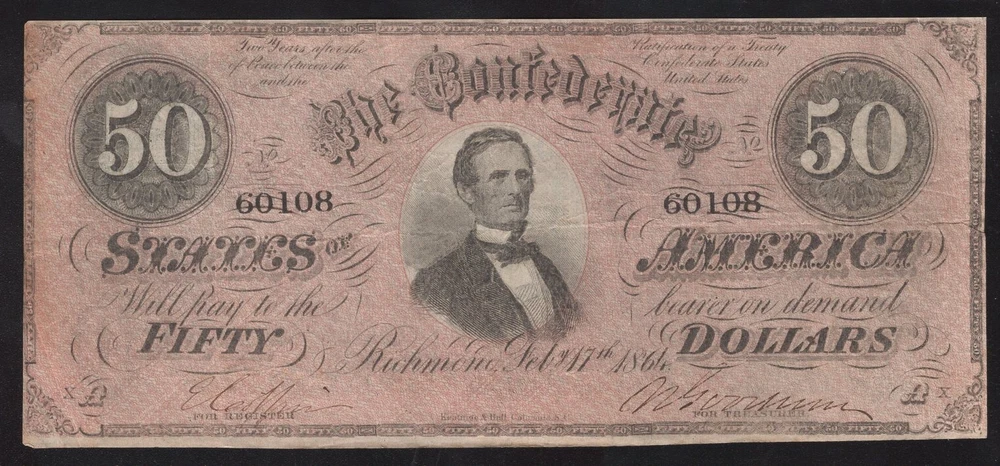 Two Years after the Ratification of a Treaty
of Peace between the Confederate States
and the United States
The Confederate
50 50
No No
60108 60108
STATES OF AMERICA
Will pay to the bearer on demand
FIFTY DOLLARS
Richmond Feby 17th 1864.
X X
FOR REGISTER FOR TREASURER